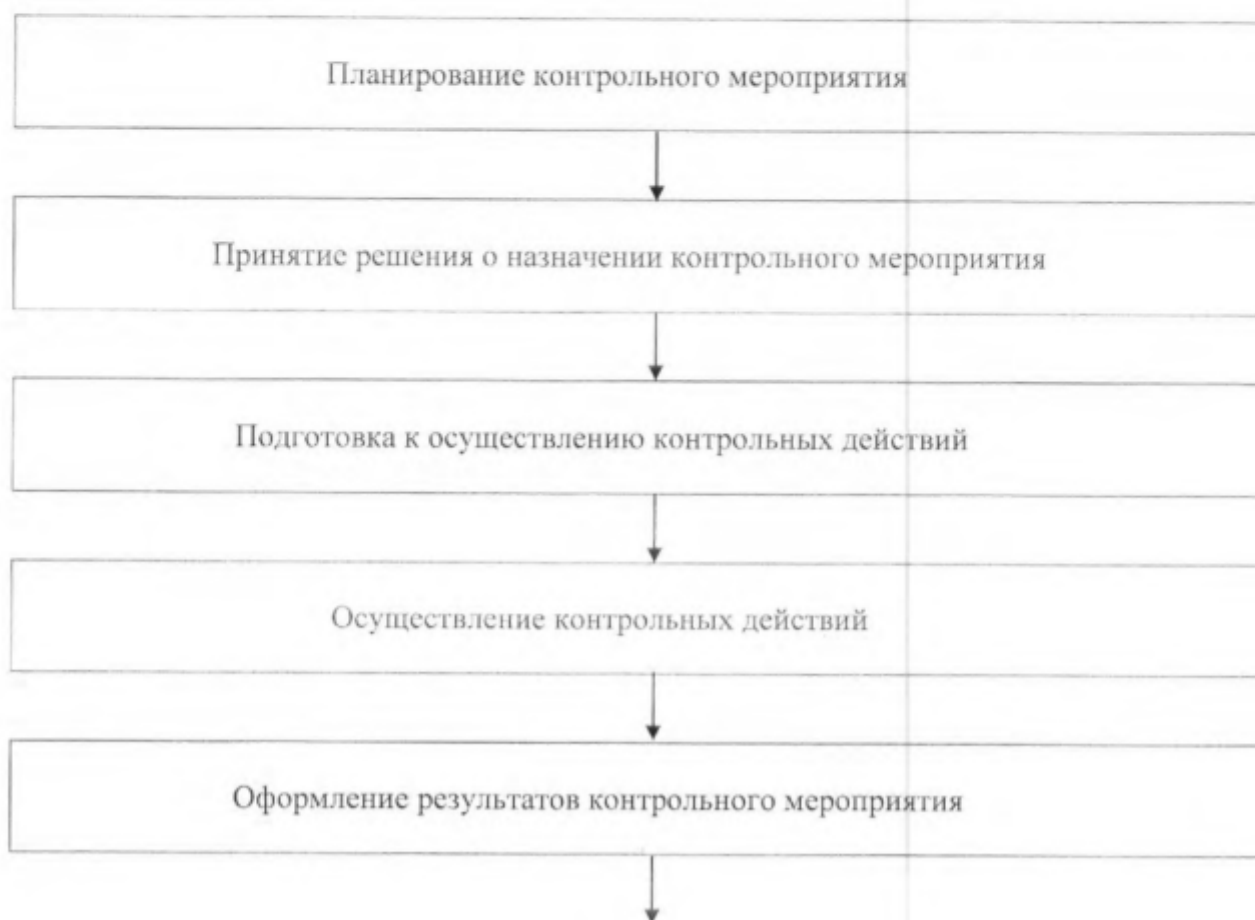 Планирование контрольного мероприятия
Принятие решения о назначении контрольного мероприятия
Подготовка к осуществлению контрольных действий
Осуществление контрольных действий
Оформление результатов контрольного мероприятия